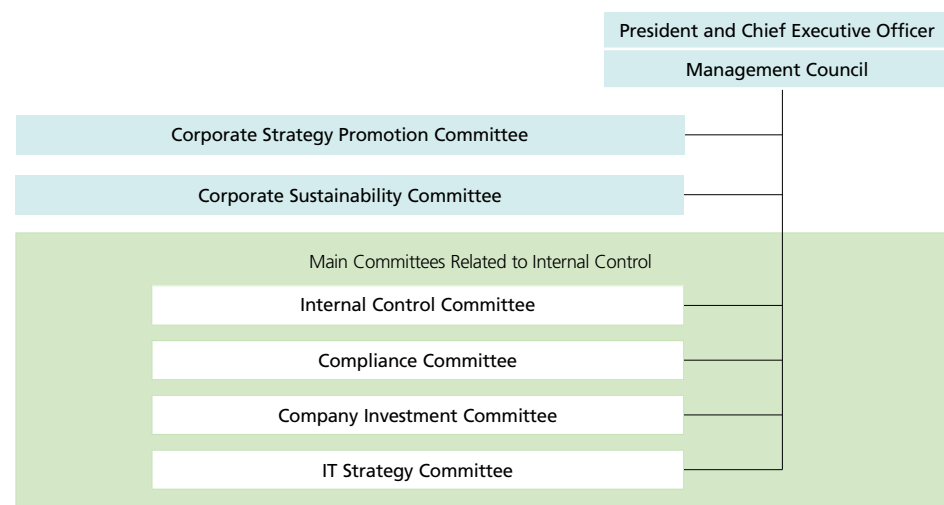 President and Chief Executive Officer
Management Council
Corporate Strategy Promotion Committee
Corporate Sustainability Committee
Main Committees Related to Internal Control
Internal Control Committee
Compliance Committee
Company Investment Committee
IT Strategy Committee